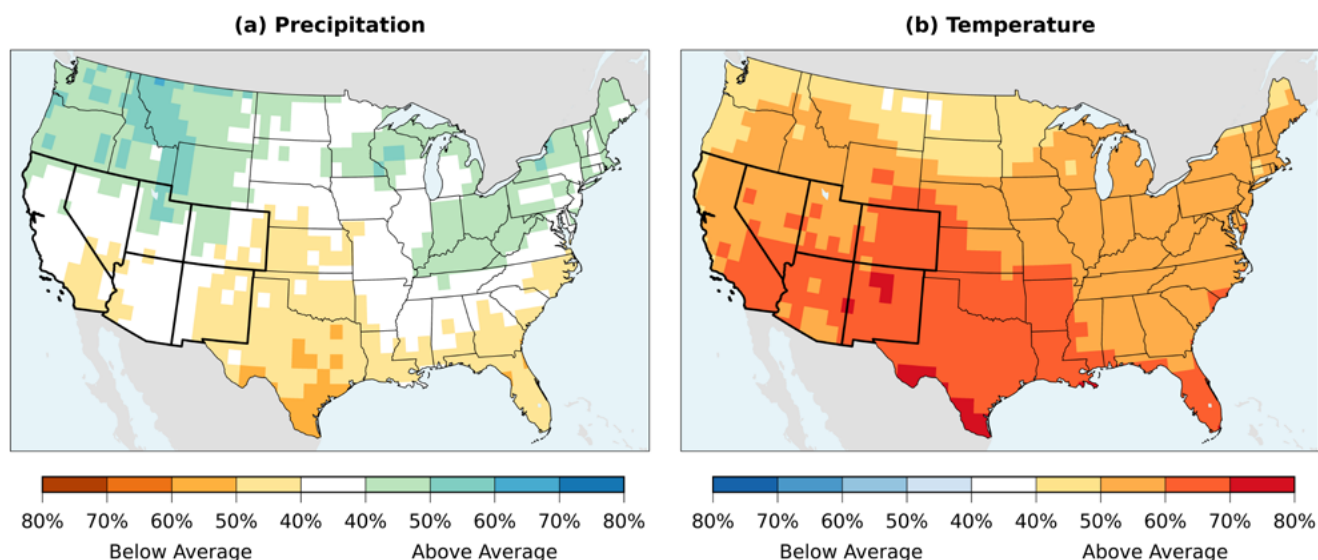 (a) Precipitation
(b) Temperature
80% 70% 60% 50% 40% 40% 50% 60% 70% 80%
Below Average Above Average
80% 70% 60% 50% 40% 40% 50% 60% 70% 80%
Below Average Above Average